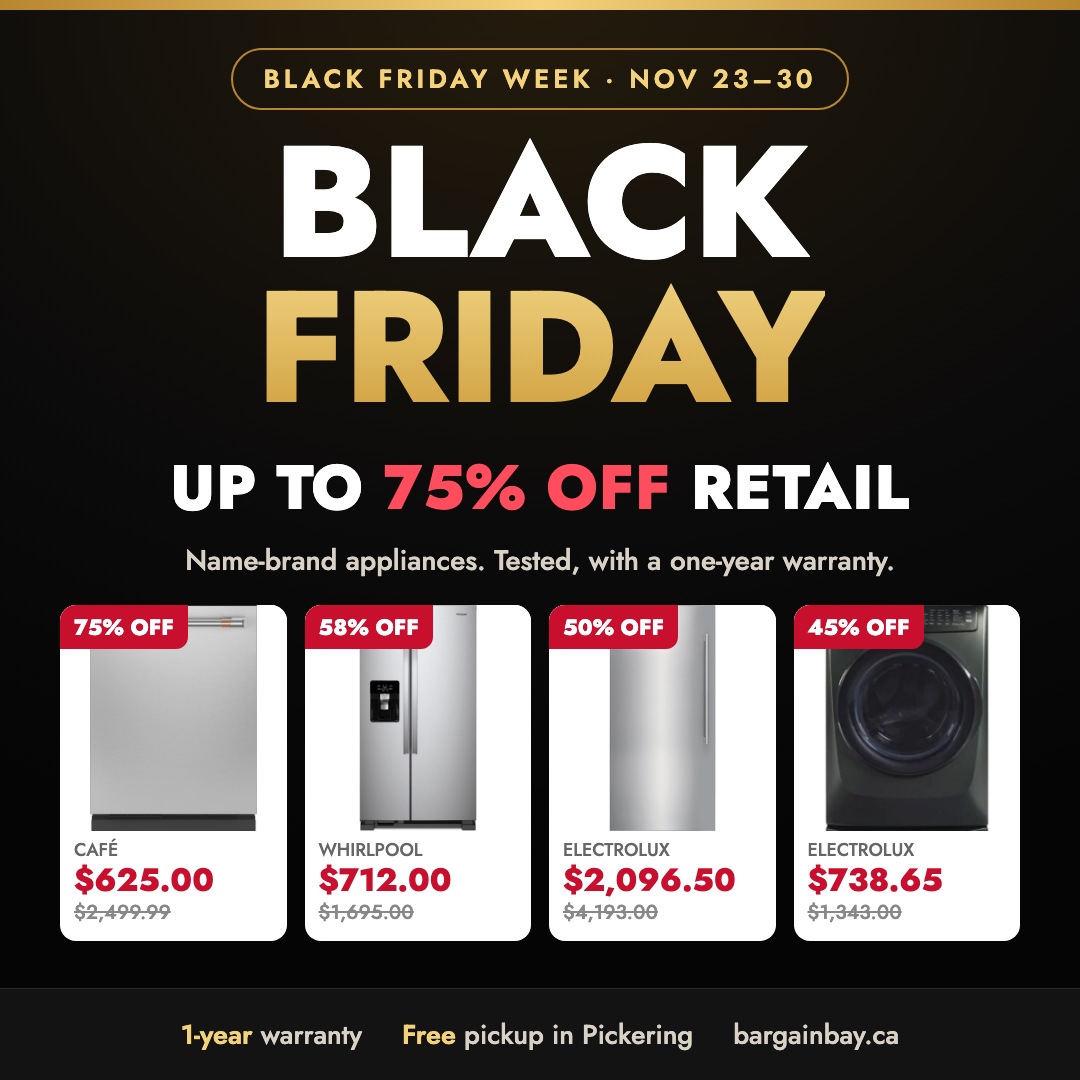 BLACK FRIDAY WEEK · NOV 23–30
BLACK
FRIDAY
UP TO 75% OFF RETAIL
Name-brand appliances. Tested, with a one-year warranty.
75% OFF
CAFÉ
$625.00
$2,499.99
58% OFF
WHIRLPOOL
$712.00
$1,695.00
50% OFF
ELECTROLUX
$2,096.50
$4,193.00
45% OFF
ELECTROLUX
$738.65
$1,343.00
1-year warranty
Free pickup in Pickering
bargainbay.ca